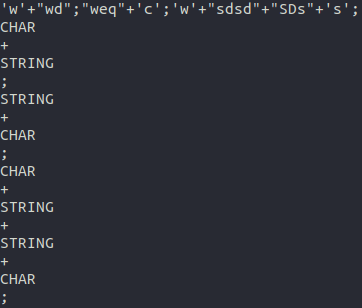 'w'+"wd";"weq"+'c';'w'+"sdsd"+"SDs"+'s';
CHAR
+
STRING
;
STRING
+
CHAR
;
CHAR
+
STRING
+
STRING
+
CHAR
;